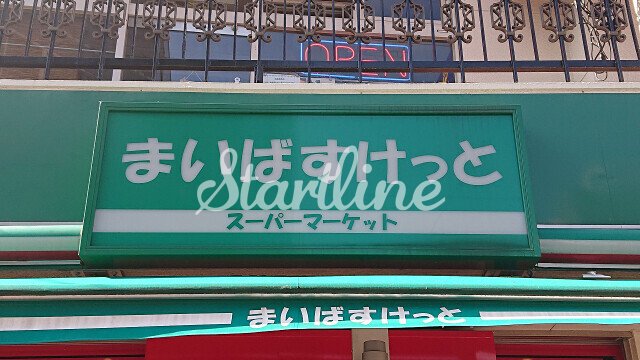 OPEN
まいばすけっと
Startline
スーパーマーケット
まいばすけっと